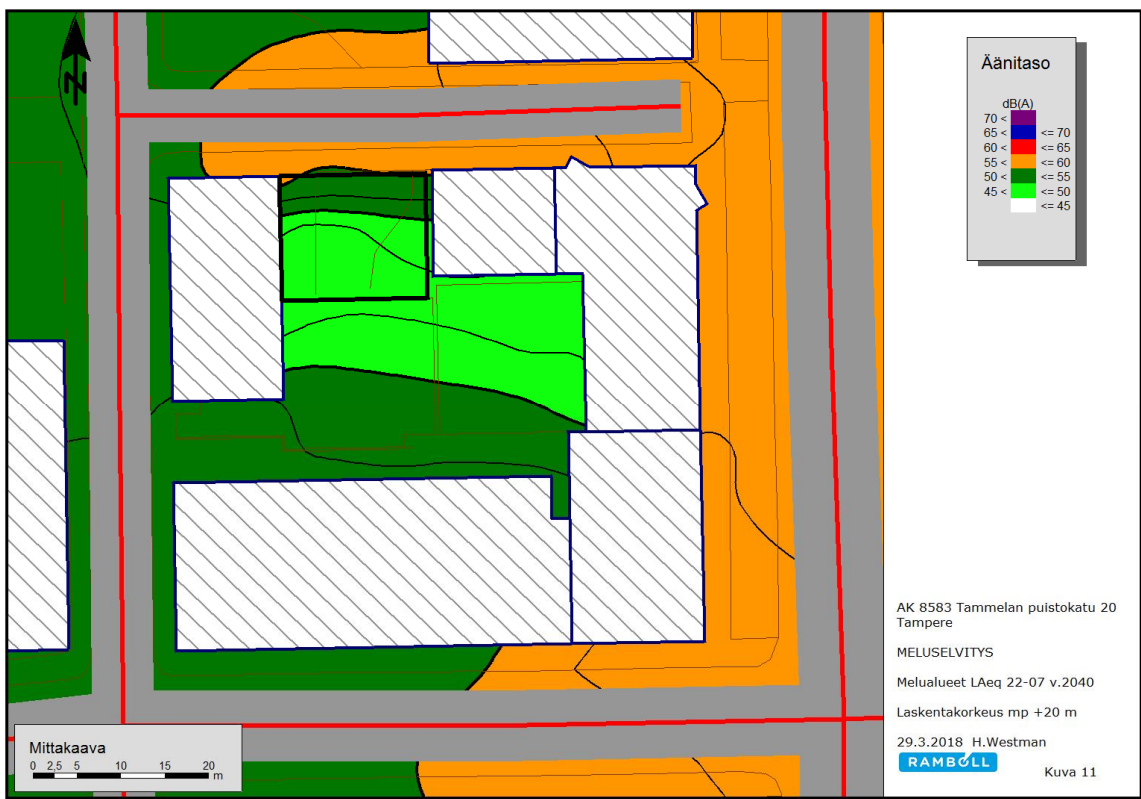 N
Äänitaso
dB(A)
70 <
65 < <= 70
60 < <= 65
55 < <= 60
50 < <= 55
45 < <= 50
<= 45
AK 8583 Tammelan puistokatu 20
Tampere
MELUSELVITYS
Melualueet LAeq 22-07 v.2040
Laskentakorkeus mp +20 m
29.3.2018 H.Westman
RAMBOLL
Kuva 11
Mittakaava
0 2,5 5 10 15 20
m